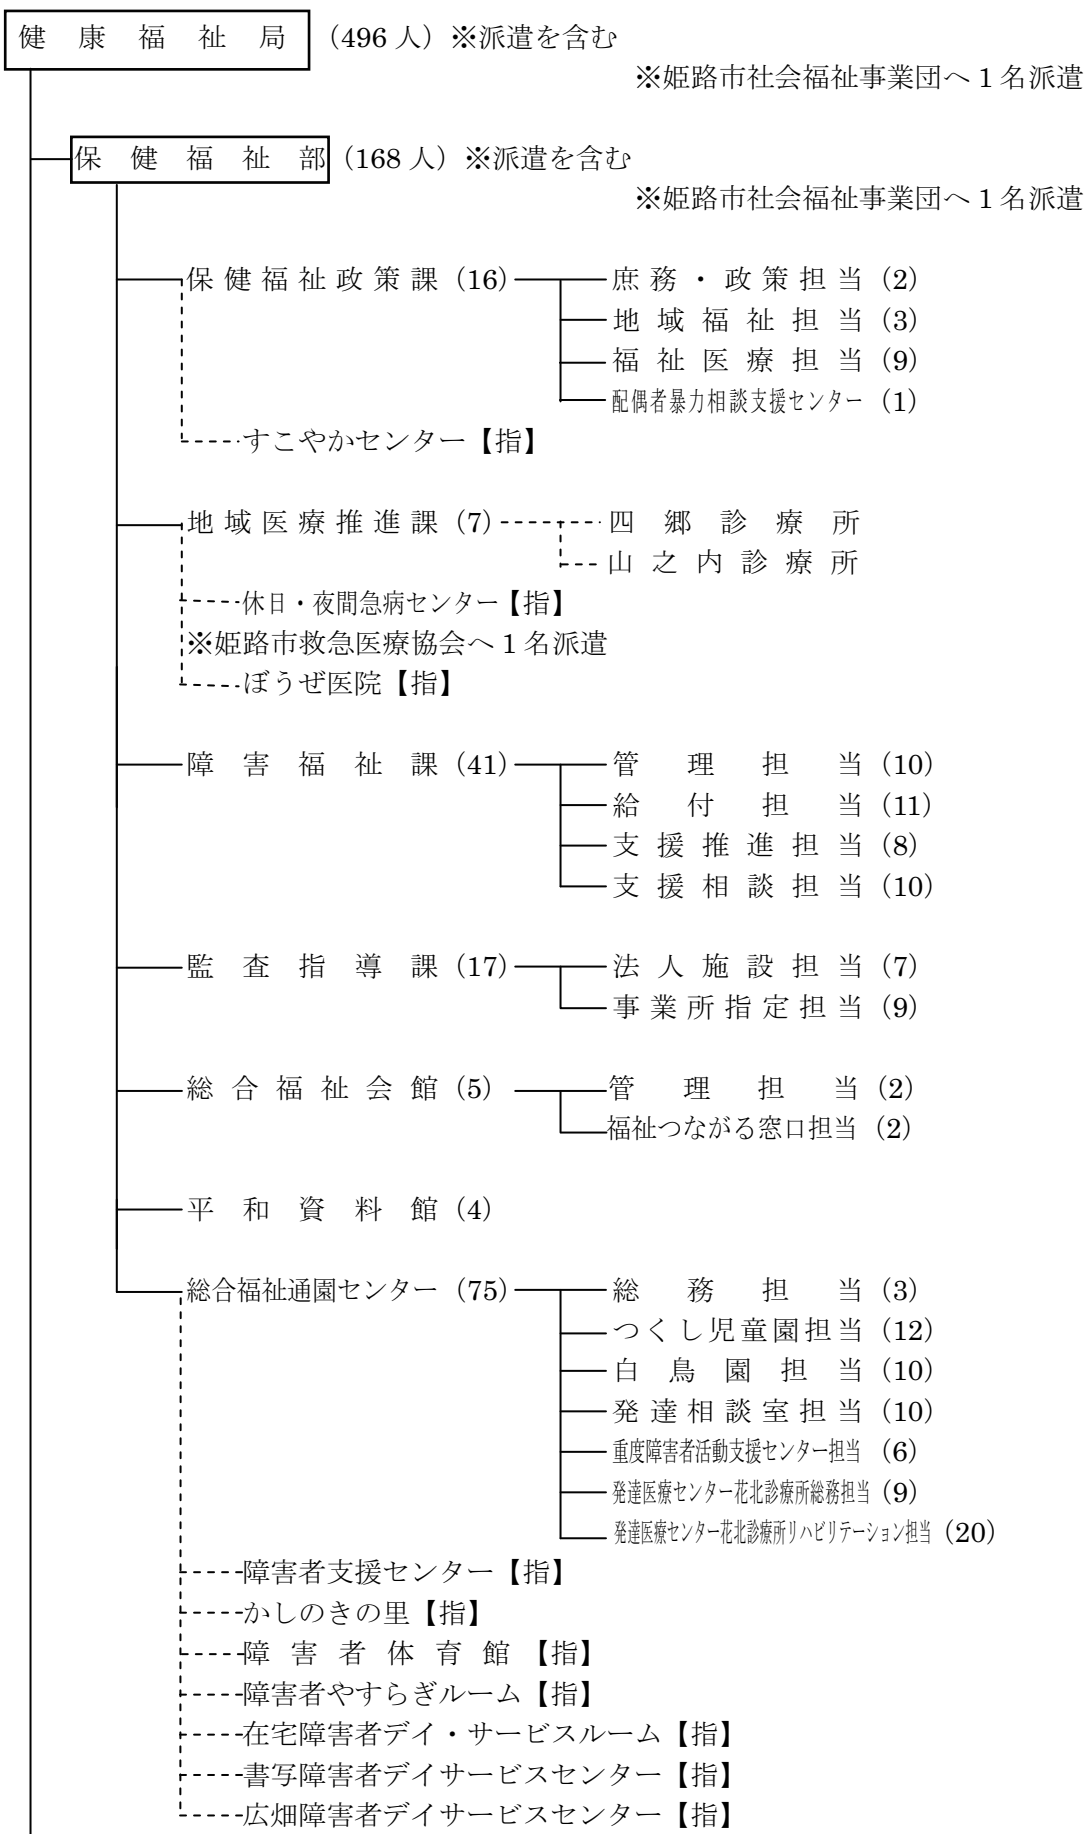 健康福祉局（496人）※派遣を含む
※姫路市社会福祉事業団へ1名派遣
保健福祉部（168人）※派遣を含む
※姫路市社会福祉事業団へ1名派遣
保健福祉政策課（16） 庶務・政策担当（2）
地域福祉担当（3）
福祉医療担当（9）
配偶者暴力相談支援センター（1）
すこやかセンター【指】
地域医療推進課（7） 四郷診療所
山之内診療所
休日・夜間急病センター【指】
※姫路市救急医療協会へ1名派遣
ぼうぜ医院【指】
障害福祉課（41） 管理担当（10）
給付担当（11）
支援推進担当（8）
支援相談担当（10）
監査指導課（17） 法人施設担当（7）
事業所指定担当（9）
総合福祉会館（5） 管理担当（2）
福祉つながる窓口担当（2）
平和資料館（4）
総合福祉通園センター（75） 総務担当（3）
つくし児童園担当（12）
白鳥園担当（10）
発達相談室担当（10）
重度障害者活動支援センター担当（6）
発達医療センター花北診療所総務担当（9）
発達医療センター花北診療所リハビリテーション担当（20）
障害者支援センター【指】
かしのきの里【指】
障害者体育館【指】
障害者やすらぎルーム【指】
在宅障害者デイ・サービスルーム【指】
書写障害者デイサービスセンター【指】
広畑障害者デイサービスセンター【指】